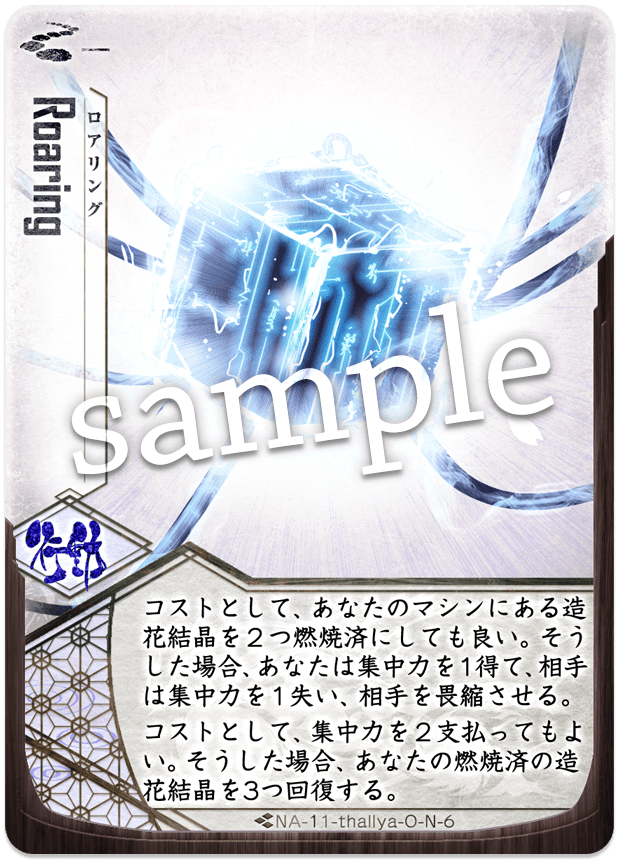 Roaring
ロアリング
sample
行動
コストとして、あなたのマシンにある造
花結晶を２つ燃焼済にしても良い。そう
した場合、あなたは集中力を1得て、相手
は集中力を１失い、相手を畏縮させる。
コストとして、集中力を２支払ってもよ
い。そうした場合、あなたの燃焼済の造
花結晶を3つ回復する。
NA-11-thallya-O-N-6